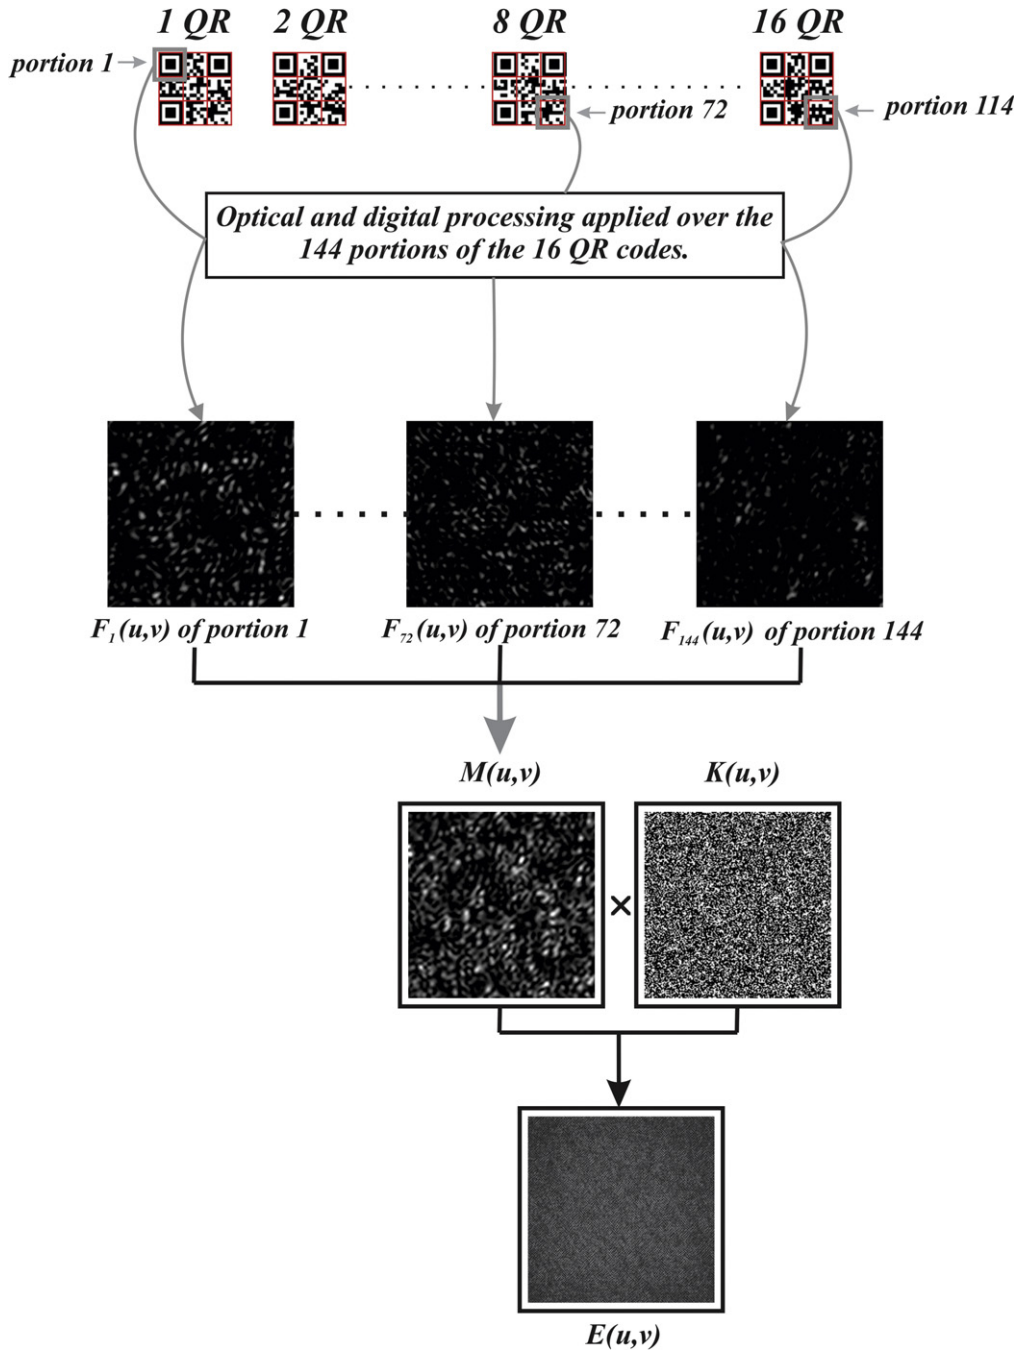 1 QR 2 QR 8 QR 16 QR
portion 1
portion 72
portion 114
Optical and digital processing applied over the
144 portions of the 16 QR codes.
F1(u,v) of portion 1
F72(u,v) of portion 72
F144(u,v) of portion 144
M(u,v) K(u,v)
×
E(u,v)